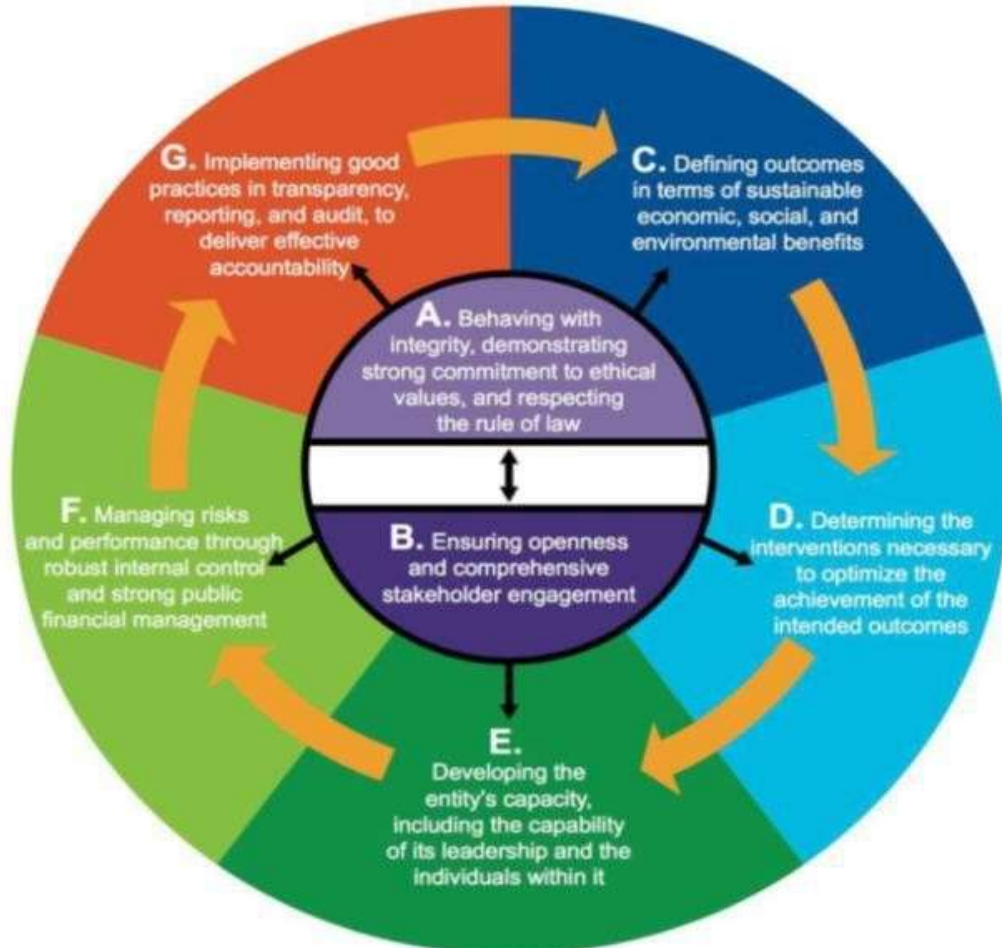 A. Behaving with
integrity, demonstrating
strong commitment to ethical
values, and respecting
the rule of law
B. Ensuring openness
and comprehensive
stakeholder engagement
C. Defining outcomes
in terms of sustainable
economic, social, and
environmental benefits
D. Determining the
interventions necessary
to optimize the
achievement of the
intended outcomes
E.
Developing the
entity's capacity,
including the capability
of its leadership and the
individuals within it
F. Managing risks
and performance through
robust internal control
and strong public
financial management
G. Implementing good
practices in transparency,
reporting, and audit, to
deliver effective
accountability